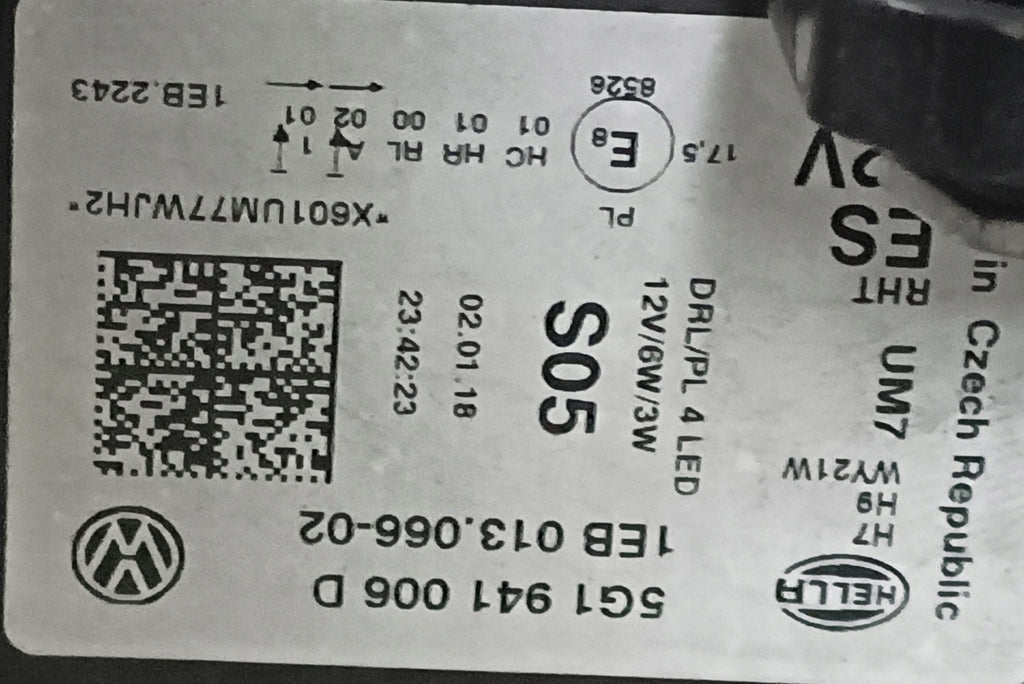 5G1 941 006 D
1EB 013.066-02
HELLA
H7
H9
WY21W
in Czech Republic
UM7
RHT
ES
DRL/PL 4 LED
12V/6W/3W
S05
02.01.18
23:42:23
*X601UM77WJH2*
PL
17,5
E8
8526
HC HR RL A 1
01 01 00 02 01
1EB.2243